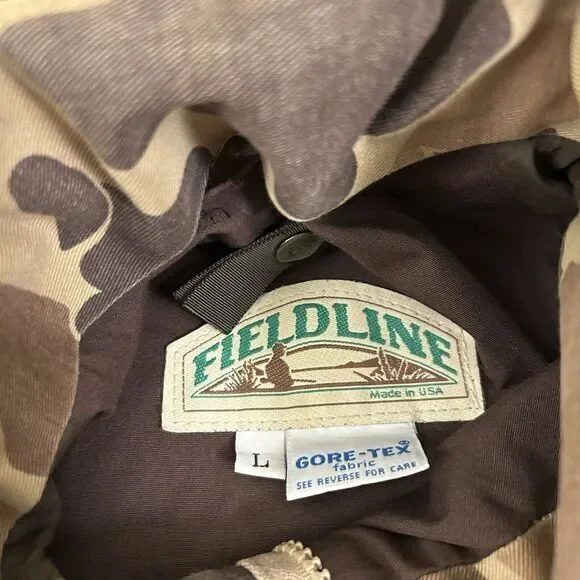 FIELDLINE
Made in USA
L
GORE-TEX®
fabric
SEE REVERSE FOR CARE